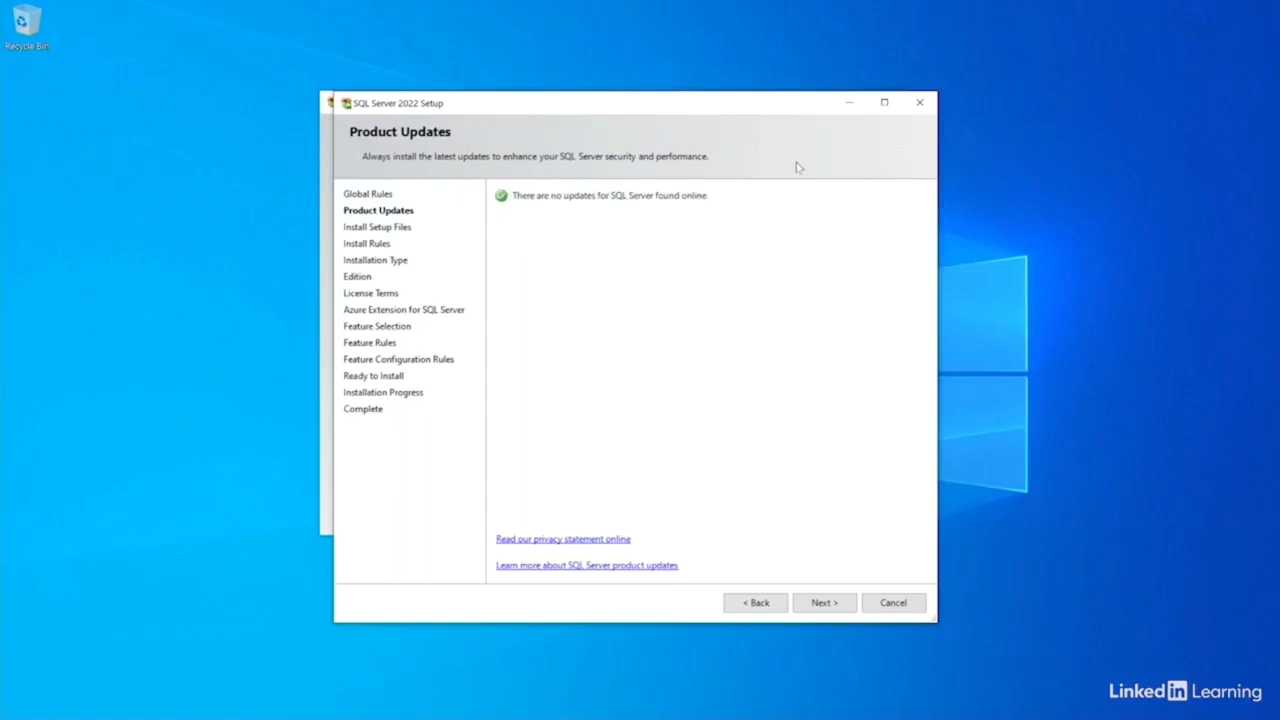 Recycle Bin
SQL Server 2022 Setup
Product Updates
Always install the latest updates to enhance your SQL Server security and performance.
Global Rules
Product Updates
Install Setup Files
Install Rules
Installation Type
Edition
License Terms
Azure Extension for SQL Server
Feature Selection
Feature Rules
Feature Configuration Rules
Ready to Install
Installation Progress
Complete
There are no updates for SQL Server found online.
Read our privacy statement online
Learn more about SQL Server product updates
< Back
Next >
Cancel
LinkedIn Learning